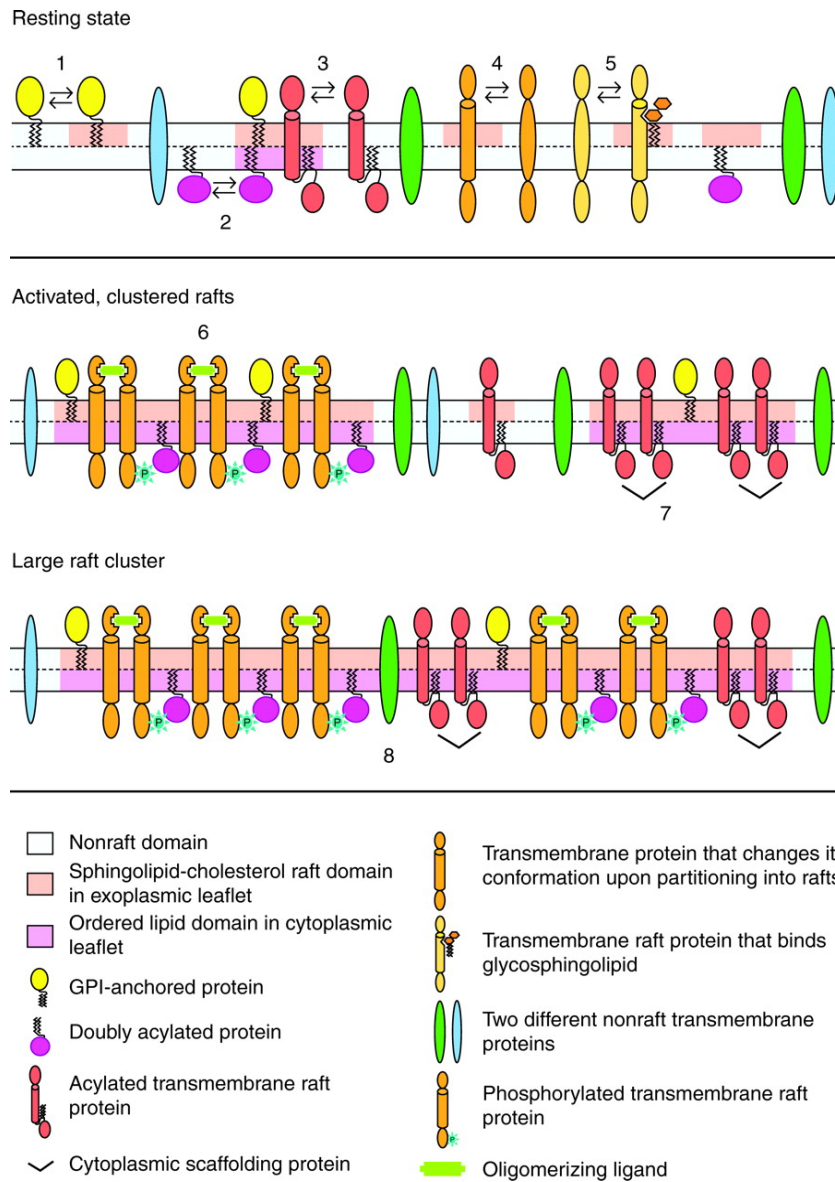 Resting state
1
2
3
4
5
Activated, clustered rafts
6
P
P
P
7
Large raft cluster
P
P
P
P
P
8
Nonraft domain
Sphingolipid-cholesterol raft domain
in exoplasmic leaflet
Ordered lipid domain in cytoplasmic
leaflet
GPI-anchored protein
Doubly acylated protein
Acylated transmembrane raft
protein
Cytoplasmic scaffolding protein
Transmembrane protein that changes it
conformation upon partitioning into rafts
Transmembrane raft protein that binds
glycosphingolipid
Two different nonraft transmembrane
proteins
Phosphorylated transmembrane raft
protein
P
Oligomerizing ligand